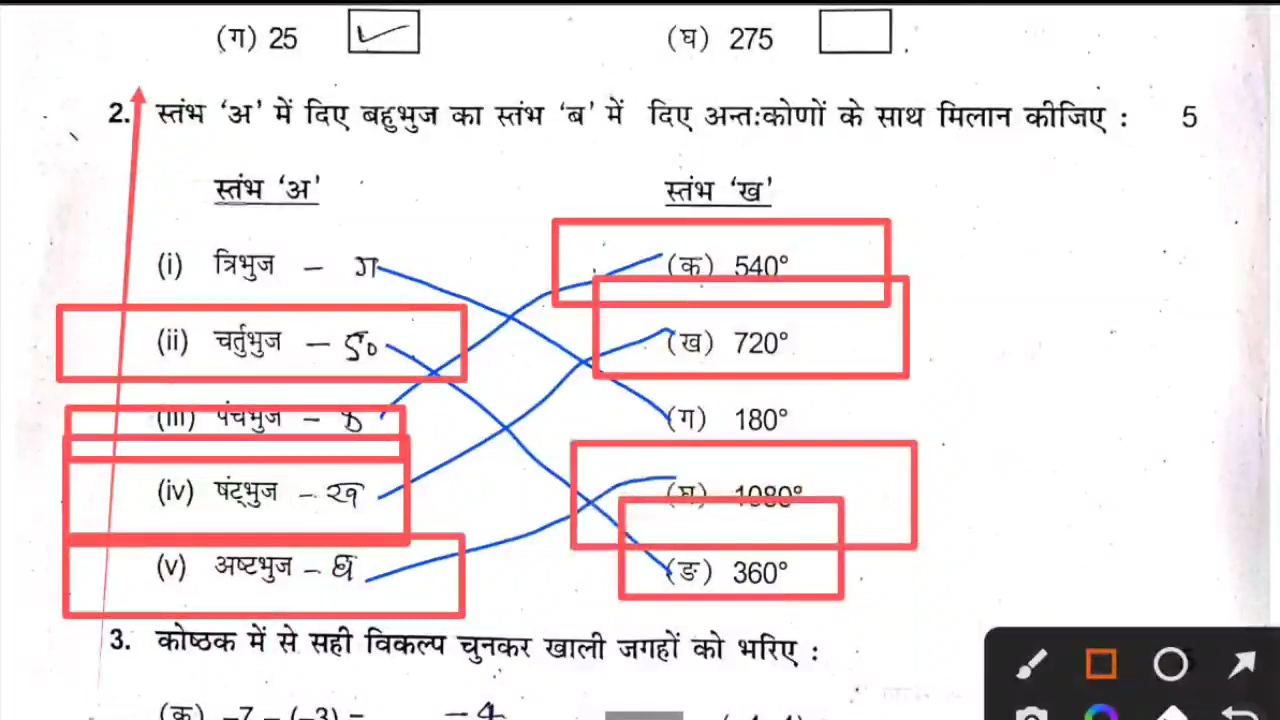 (ग) 25 (घ) 275
2. स्तंभ ‘अ’ में दिए बहुभुज का स्तंभ ‘ब’ में दिए अन्तःकोणों के साथ मिलान कीजिए : 5
स्तंभ ‘अ’ स्तंभ ‘ख’
(i) त्रिभुज – ग (क) 540°
(ii) चर्तुभुज – ङ (ख) 720°
(iii) पंचभुज – क (ग) 180°
(iv) षंट्भुज – ख (घ) 1080°
(v) अष्टभुज – घ (ङ) 360°
3. कोष्ठक में से सही विकल्प चुनकर खाली जगहों को भरिए :
(क) –7 – (–3) = – 4